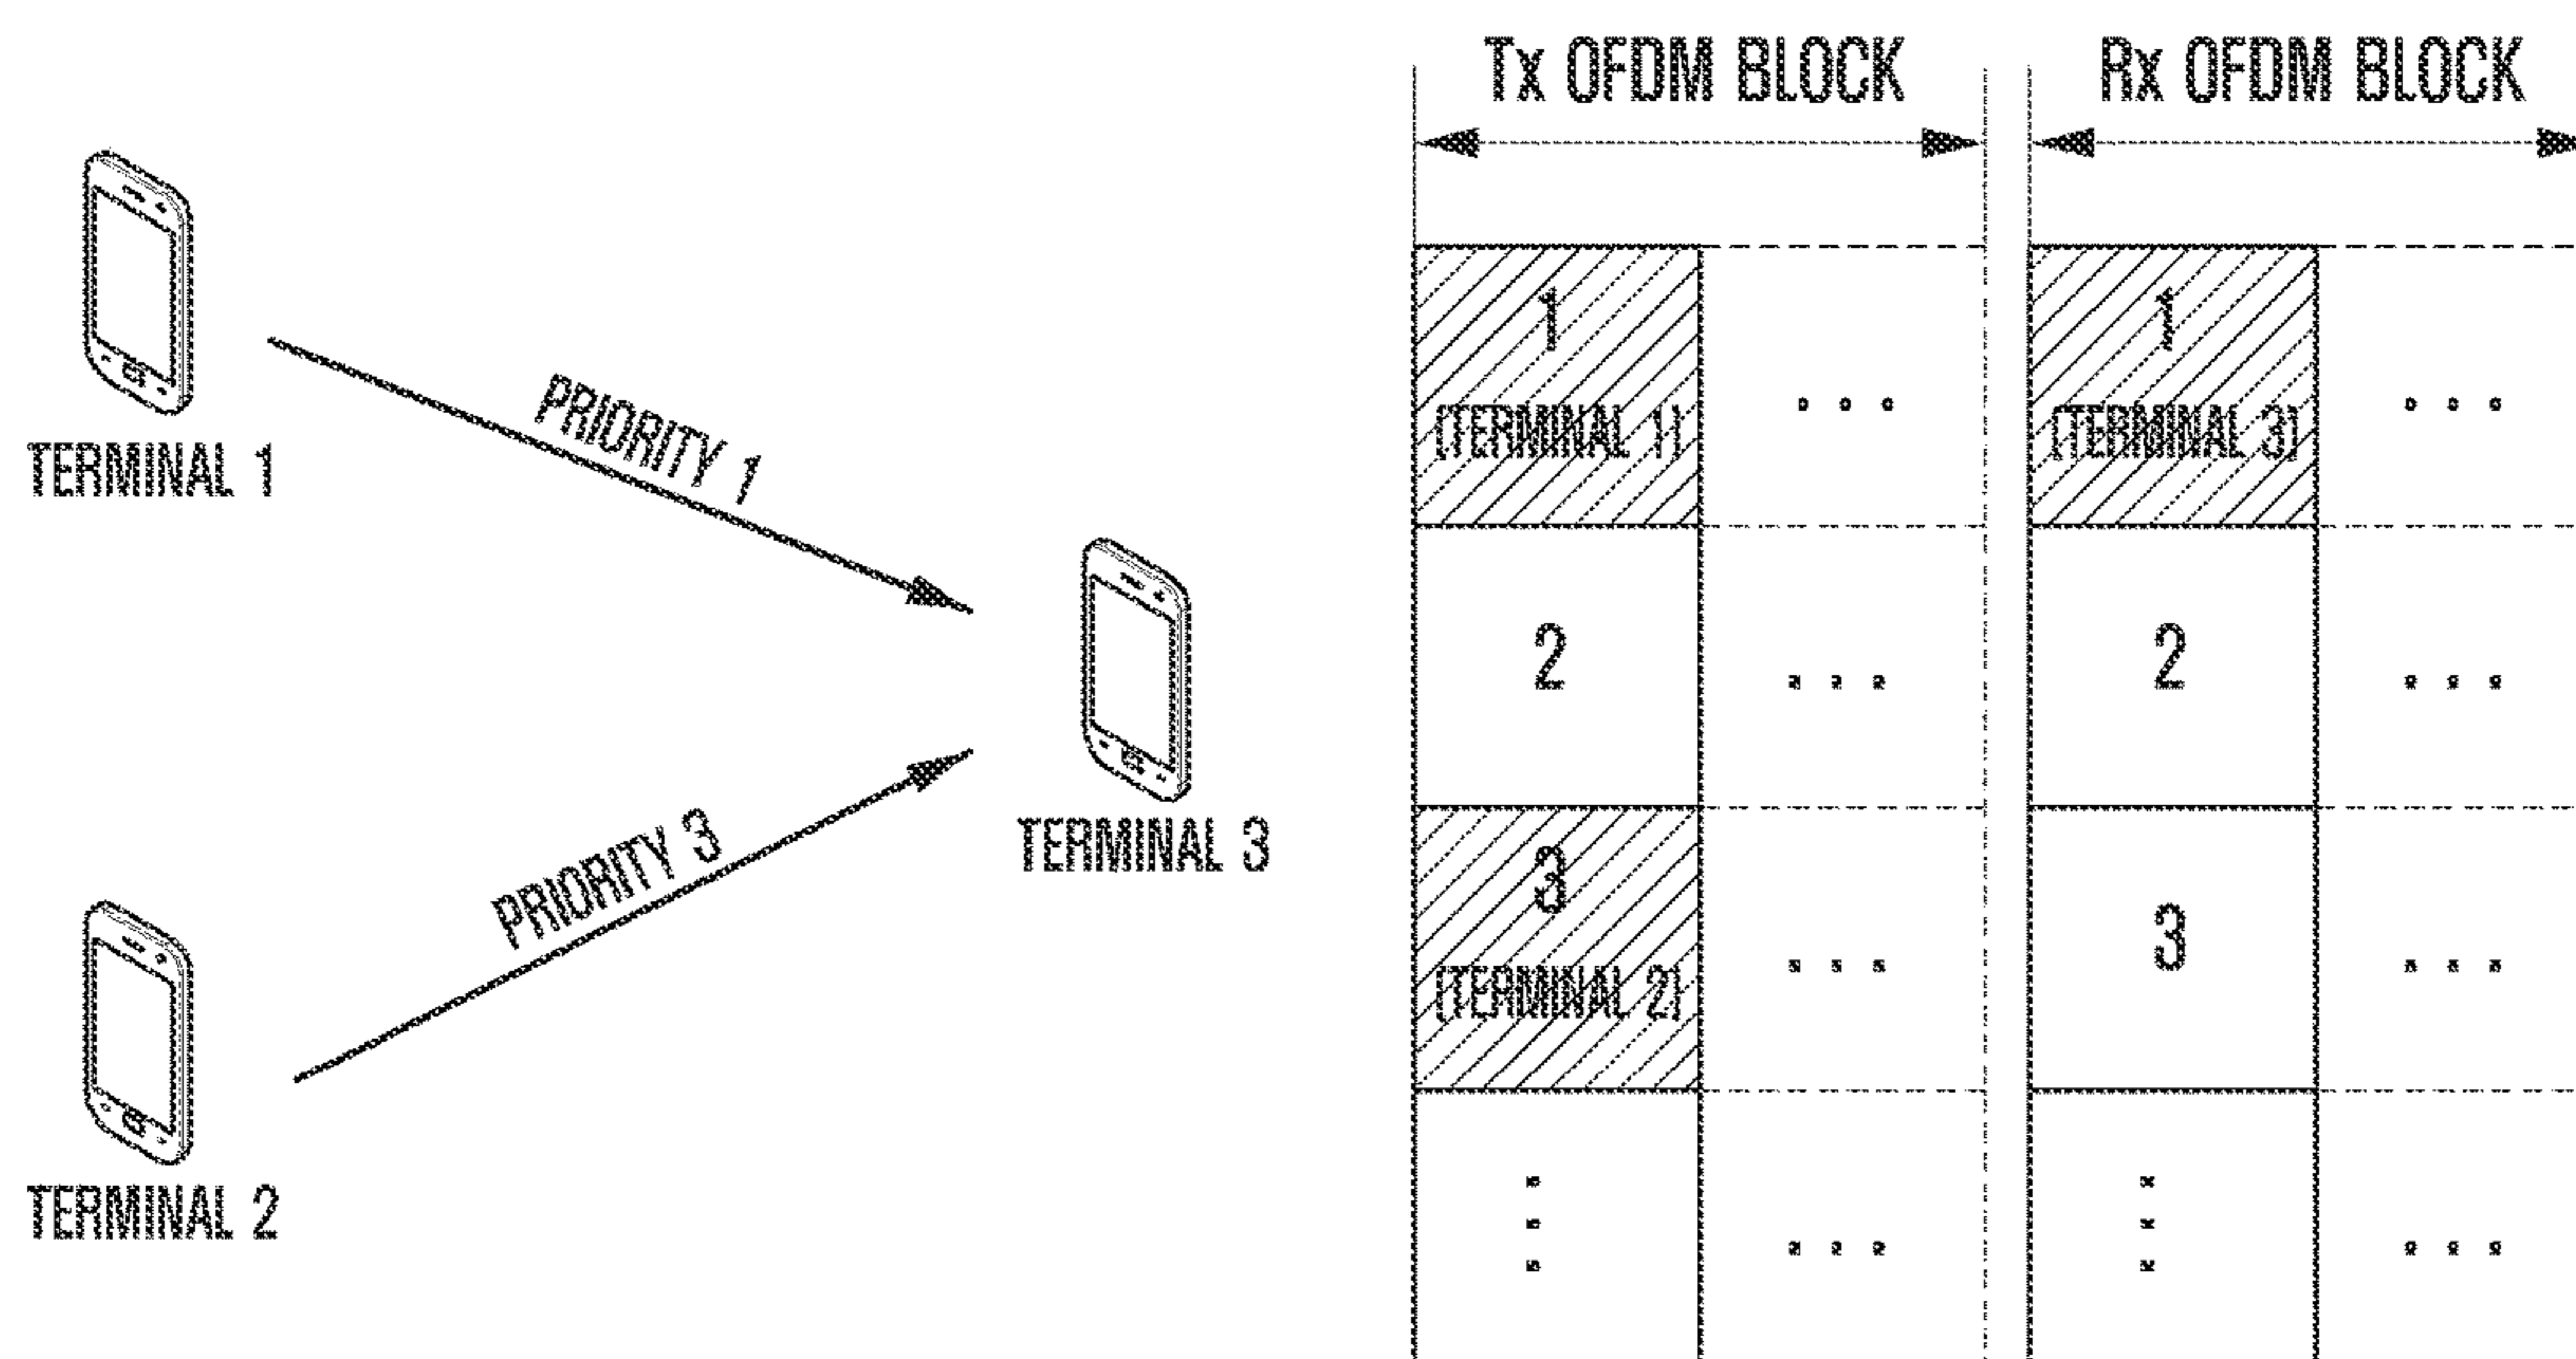 Tx OFDM BLOCK
Rx OFDM BLOCK
TERMINAL 1
PRIORITY 1
TERMINAL 3
PRIORITY 3
TERMINAL 2
1
(TERMINAL 1)
. . .
1
(TERMINAL 3)
. . .
2
. . .
2
. . .
3
(TERMINAL 2)
. . .
3
. . .
. . .
. . .
. . .
. . .